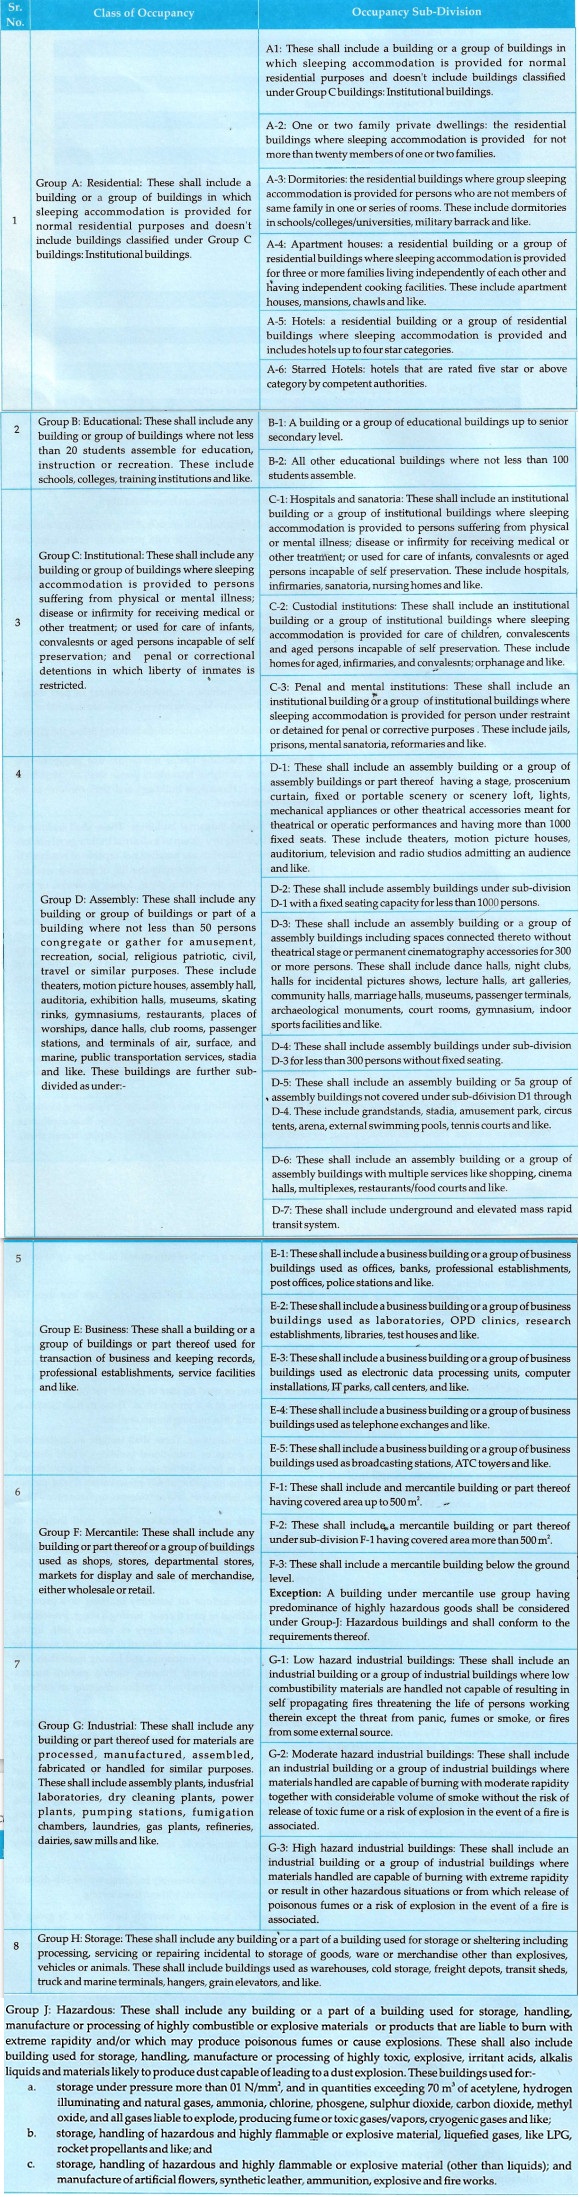 Sr.
No.
Class of Occupancy
Occupancy Sub-Division
1
Group A: Residential: These shall include a
building or a group of buildings in which
sleeping accommodation is provided for
normal residential purposes and doesn't
include buildings classified under Group C
buildings: Institutional buildings.
A1: These shall include a building or a group of buildings in
which sleeping accommodation is provided for normal
residential purposes and doesn't include buildings classified
under Group C buildings: Institutional buildings.
A-2: One or two family private dwellings: the residential
buildings where sleeping accommodation is provided for not
more than twenty members of one or two families.
A-3: Dormitories: the residential buildings where group sleeping
accommodation is provided for persons who are not members of
same family in one or series of rooms. These include dormitories
in schools/colleges/universities, military barrack and like.
A-4: Apartment houses: a residential building or a group of
residential buildings where sleeping accommodation is provided
for three or more families living independently of each other and
having independent cooking facilities. These include apartment
houses, mansions, chawls and like.
A-5: Hotels: a residential building or a group of residential
buildings where sleeping accommodation is provided and
includes hotels up to four star categories.
A-6: Starred Hotels: hotels that are rated five star or above
category by competent authorities.
2
Group B: Educational: These shall include any
building or group of buildings where not less
than 20 students assemble for education,
instruction or recreation. These include
schools, colleges, training institutions and like.
B-1: A building or a group of educational buildings up to senior
secondary level.
B-2: All other educational buildings where not less than 100
students assemble.
3
Group C: Institutional: These shall include any
building or group of buildings where sleeping
accommodation is provided to persons
suffering from physical or mental illness;
disease or infirmity for receiving medical or
other treatment; or used for care of infants,
convalesnts or aged persons incapable of self
preservation; and penal or correctional
detentions in which liberty of inmates is
restricted.
C-1: Hospitals and sanatoria: These shall include an institutional
building or a group of institutional buildings where sleeping
accommodation is provided to persons suffering from physical
or mental illness; disease or infirmity for receiving medical or
other treatment; or used for care of infants, convalesnts or aged
persons incapable of self preservation. These include hospitals,
infirmaries, sanatoria, nursing homes and like.
C-2: Custodial institutions: These shall include an institutional
building or a group of institutional buildings where sleeping
accommodation is provided for care of children, convalescents
and aged persons incapable of self preservation. These include
homes for aged, infirmaries, and convalesnts; orphanage and like.
C-3: Penal and mental institutions: These shall include an
institutional building or a group of institutional buildings where
sleeping accommodation is provided for person under restraint
or detained for penal or corrective purposes . These include jails,
prisons, mental sanatoria, reformaries and like.
4
Group D: Assembly: These shall include any
building or group of buildings or part of a
building where not less than 50 persons
congregate or gather for amusement,
recreation, social, religious patriotic, civil,
travel or similar purposes. These include
theaters, motion picture houses, assembly hall,
auditoria, exhibition halls, museums, skating
rinks, gymnasiums, restaurants, places of
worships, dance halls, club rooms, passenger
stations, and terminals of air, surface, and
marine, public transportation services, stadia
and like. These buildings are further sub-
divided as under:-
D-1: These shall include an assembly building or a group of
assembly buildings or part thereof having a stage, proscenium
curtain, fixed or portable scenery or scenery loft, lights,
mechanical appliances or other theatrical accessories meant for
theatrical or operatic performances and having more than 1000
fixed seats. These include theaters, motion picture houses,
auditorium, television and radio studios admitting an audience
and like.
D-2: These shall include assembly buildings under sub-division
D-1 with a fixed seating capacity for less than 1000 persons.
D-3: These shall include an assembly building or a group of
assembly buildings including spaces connected thereto without
theatrical stage or permanent cinematography accessories for 300
or more persons. These shall include dance halls, night clubs,
halls for incidental pictures shows, lecture halls, art galleries,
community halls, marriage halls, museums, passenger terminals,
archaeological monuments, court rooms, gymnasium, indoor
sports facilities and like.
D-4: These shall include assembly buildings under sub-division
D-3 for less than 300 persons without fixed seating.
D-5: These shall include an assembly building or 5a group of
assembly buildings not covered under sub-d6ivision D1 through
D-4. These include grandstands, stadia, amusement park, circus
tents, arena, external swimming pools, tennis courts and like.
D-6: These shall include an assembly building or a group of
assembly buildings with multiple services like shopping, cinema
halls, multiplexes, restaurants/food courts and like.
D-7: These shall include underground and elevated mass rapid
transit system.
5
Group E: Business: These shall a building or a
group of buildings or part thereof used for
transaction of business and keeping records,
professional establishments, service facilities
and like.
E-1: These shall include a business building or a group of business
buildings used as offices, banks, professional establishments,
post offices, police stations and like.
E-2: These shall include a business building or a group of business
buildings used as laboratories, OPD clinics, research
establishments, libraries, test houses and like.
E-3: These shall include a business building or a group of business
buildings used as electronic data processing units, computer
installations, IT parks, call centers, and like.
E-4: These shall include a business building or a group of business
buildings used as telephone exchanges and like.
E-5: These shall include a business building or a group of business
buildings used as broadcasting stations, ATC towers and like.
6
Group F: Mercantile: These shall include any
building or part thereof or a group of buildings
used as shops, stores, departmental stores,
markets for display and sale of merchandise,
either wholesale or retail.
F-1: These shall include and mercantile building or part thereof
having covered area up to 500 m².
F-2: These shall include a mercantile building or part thereof
under sub-division F-1 having covered area more than 500 m².
F-3: These shall include a mercantile building below the ground
level.
Exception: A building under mercantile use group having
predominance of highly hazardous goods shall be considered
under Group-J: Hazardous buildings and shall conform to the
requirements thereof.
7
Group G: Industrial: These shall include any
building or part thereof used for materials are
processed, manufactured, assembled,
fabricated or handled for similar purposes.
These shall include assembly plants, industrial
laboratories, dry cleaning plants, power
plants, pumping stations, fumigation
chambers, laundries, gas plants, refineries,
dairies, saw mills and like.
G-1: Low hazard industrial buildings: These shall include an
industrial building or a group of industrial buildings where low
combustibility materials are handled not capable of resulting in
self propagating fires threatening the life of persons working
therein except the threat from panic, fumes or smoke, or fires
from some external source.
G-2: Moderate hazard industrial buildings: These shall include
an industrial building or a group of industrial buildings where
materials handled are capable of burning with moderate rapidity
together with considerable volume of smoke without the risk of
release of toxic fume or a risk of explosion in the event of a fire is
associated.
G-3: High hazard industrial buildings: These shall include an
industrial building or a group of industrial buildings where
materials handled are capable of burning with extreme rapidity
or result in other hazardous situations or from which release of
poisonous fumes or a risk of explosion in the event of a fire is
associated.
8
Group H: Storage: These shall include any building or a part of a building used for storage or sheltering including
processing, servicing or repairing incidental to storage of goods, ware or merchandise other than explosives,
vehicles or animals. These shall include buildings used as warehouses, cold storage, freight depots, transit sheds,
truck and marine terminals, hangers, grain elevators, and like.
Group J: Hazardous: These shall include any building or a part of a building used for storage, handling,
manufacture or processing of highly combustible or explosive materials or products that are liable to burn with
extreme rapidity and/or which may produce poisonous fumes or cause explosions. These shall also include
building used for storage, handling, manufacture or processing of highly toxic, explosive, irritant acids, alkalis
liquids and materials likely to produce dust capable of leading to a dust explosion. These buildings used for:-
a. storage under pressure more than 01 N/mm², and in quantities exceeding 70 m³ of acetylene, hydrogen
illuminating and natural gases, ammonia, chlorine, phosgene, sulphur dioxide, carbon dioxide, methyl
oxide, and all gases liable to explode, producing fume or toxic gases/vapors, cryogenic gases and like;
b. storage, handling of hazardous and highly flammable or explosive material, liquefied gases, like LPG,
rocket propellants and like; and
c. storage, handling of hazardous and highly flammable or explosive material (other than liquids); and
manufacture of artificial flowers, synthetic leather, ammunition, explosive and fire works.